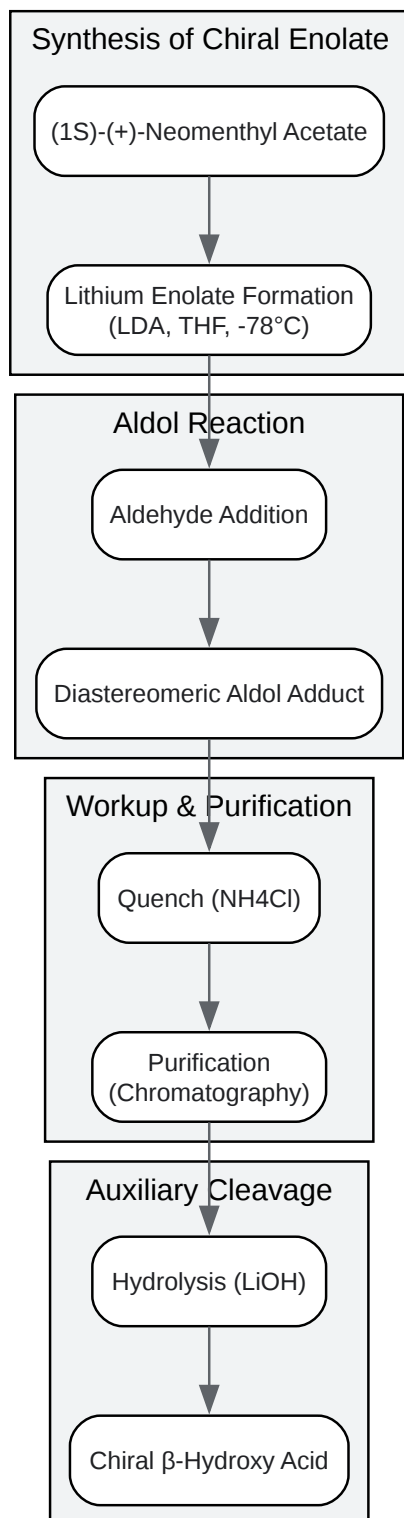 Synthesis of Chiral Enolate
(1S)-(+)-Neomenthyl Acetate
Lithium Enolate Formation
(LDA, THF, -78°C)
Aldol Reaction
Aldehyde Addition
Diastereomeric Aldol Adduct
Workup & Purification
Quench (NH4Cl)
Purification
(Chromatography)
Auxiliary Cleavage
Hydrolysis (LiOH)
Chiral β-Hydroxy Acid